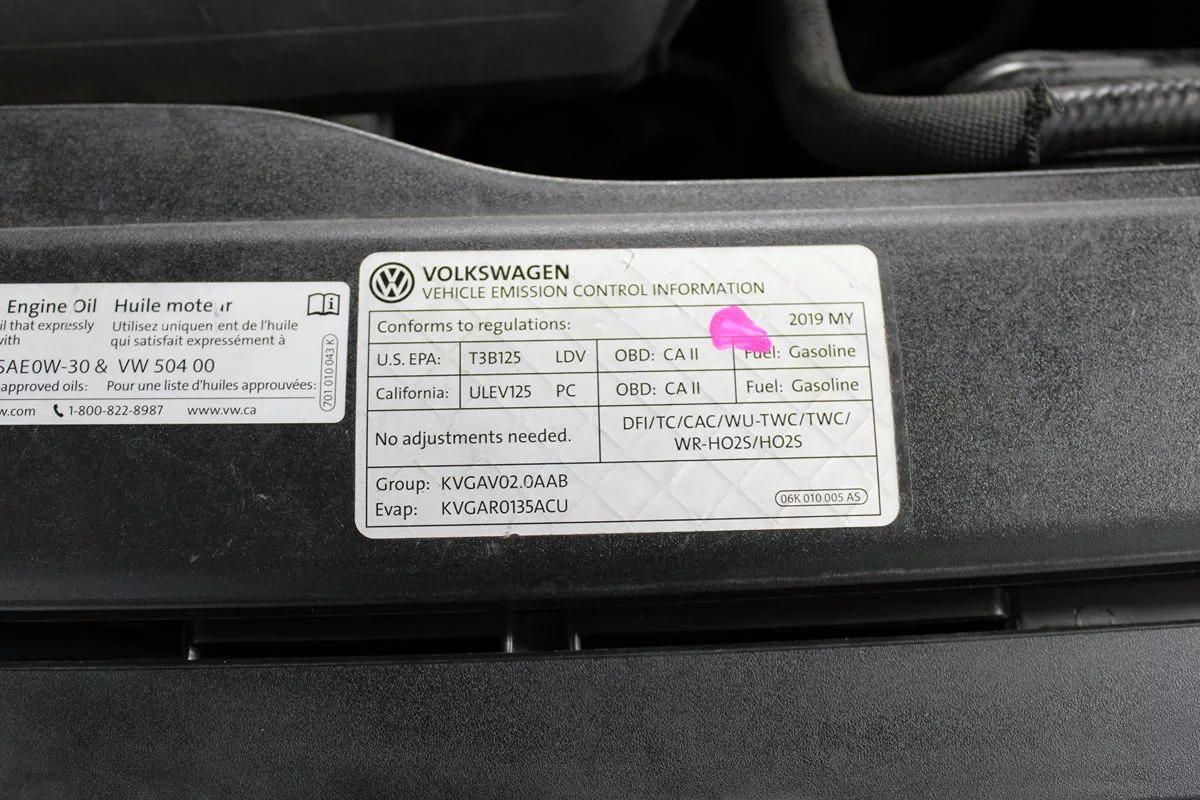 Engine Oil Huile moteur
il that expressly Utilisez uniquement de l'huile
with qui satisfait expressément à
SAE0W-30 & VW 504 00
approved oils: Pour une liste d'huiles approuvées:
w.com 1-800-822-8987 www.vw.ca
701 010 043 K
VOLKSWAGEN
VEHICLE EMISSION CONTROL INFORMATION
Conforms to regulations: 2019 MY
U.S. EPA: T3B125 LDV OBD: CA II Fuel: Gasoline
California: ULEV125 PC OBD: CA II Fuel: Gasoline
No adjustments needed.
DFI/TC/CAC/WU-TWC/TWC/
WR-HO2S/HO2S
Group: KVGAV02.0AAB
Evap: KVGAR0135ACU
06K 010 005 AS